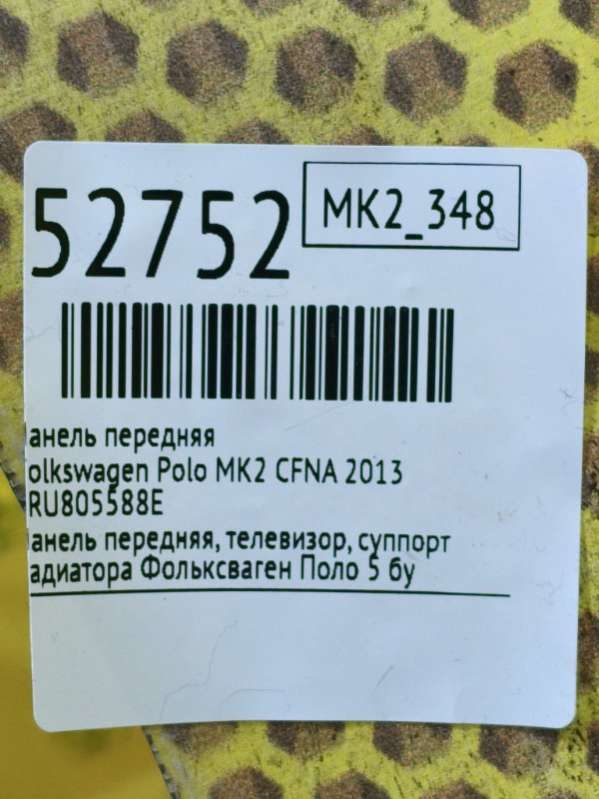 52752
MK2_348
анель передняя
olkswagen Polo MK2 CFNA 2013
RU805588E
анель передняя, телевизор, суппорт
адиатора Фольксваген Поло 5 бу